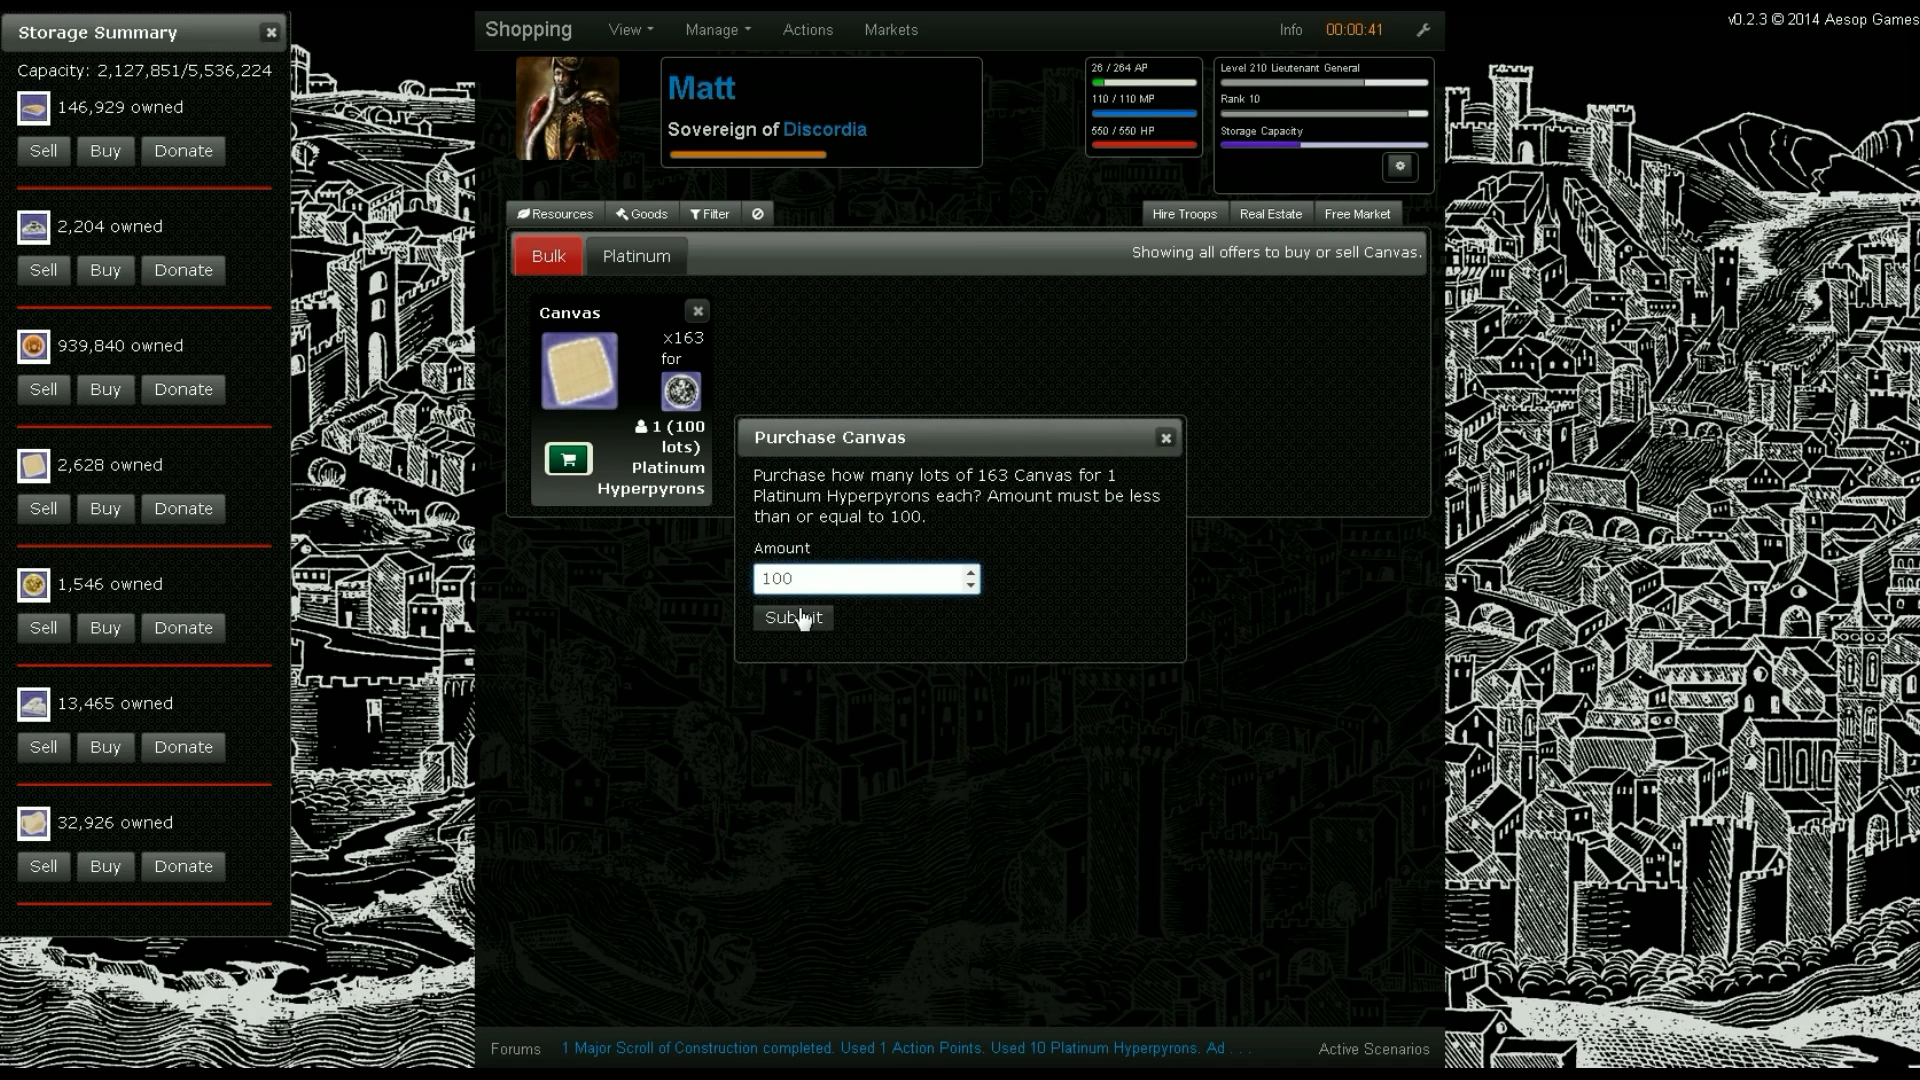 v0.2.3 © 2014 Aesop Games
Storage Summary
Capacity: 2,127,851/5,536,224
146,929 owned
Sell Buy Donate
2,204 owned
Sell Buy Donate
939,840 owned
Sell Buy Donate
2,628 owned
Sell Buy Donate
1,546 owned
Sell Buy Donate
13,465 owned
Sell Buy Donate
32,926 owned
Sell Buy Donate
Shopping View Manage Actions Markets Info 00:00:41
Matt
Sovereign of Discordia
26 / 264 AP
110 / 110 MP
550 / 550 HP
Level 210 Lieutenant General
Rank 10
Storage Capacity
Resources Goods Filter
Hire Troops Real Estate Free Market
Bulk Platinum
Showing all offers to buy or sell Canvas.
Canvas
x163
for
1 (100
lots)
Platinum
Hyperpyrons
Purchase Canvas
Purchase how many lots of 163 Canvas for 1
Platinum Hyperpyrons each? Amount must be less
than or equal to 100.
Amount
100
Submit
Forums 1 Major Scroll of Construction completed. Used 1 Action Points. Used 10 Platinum Hyperpyrons. Ad . . . Active Scenarios